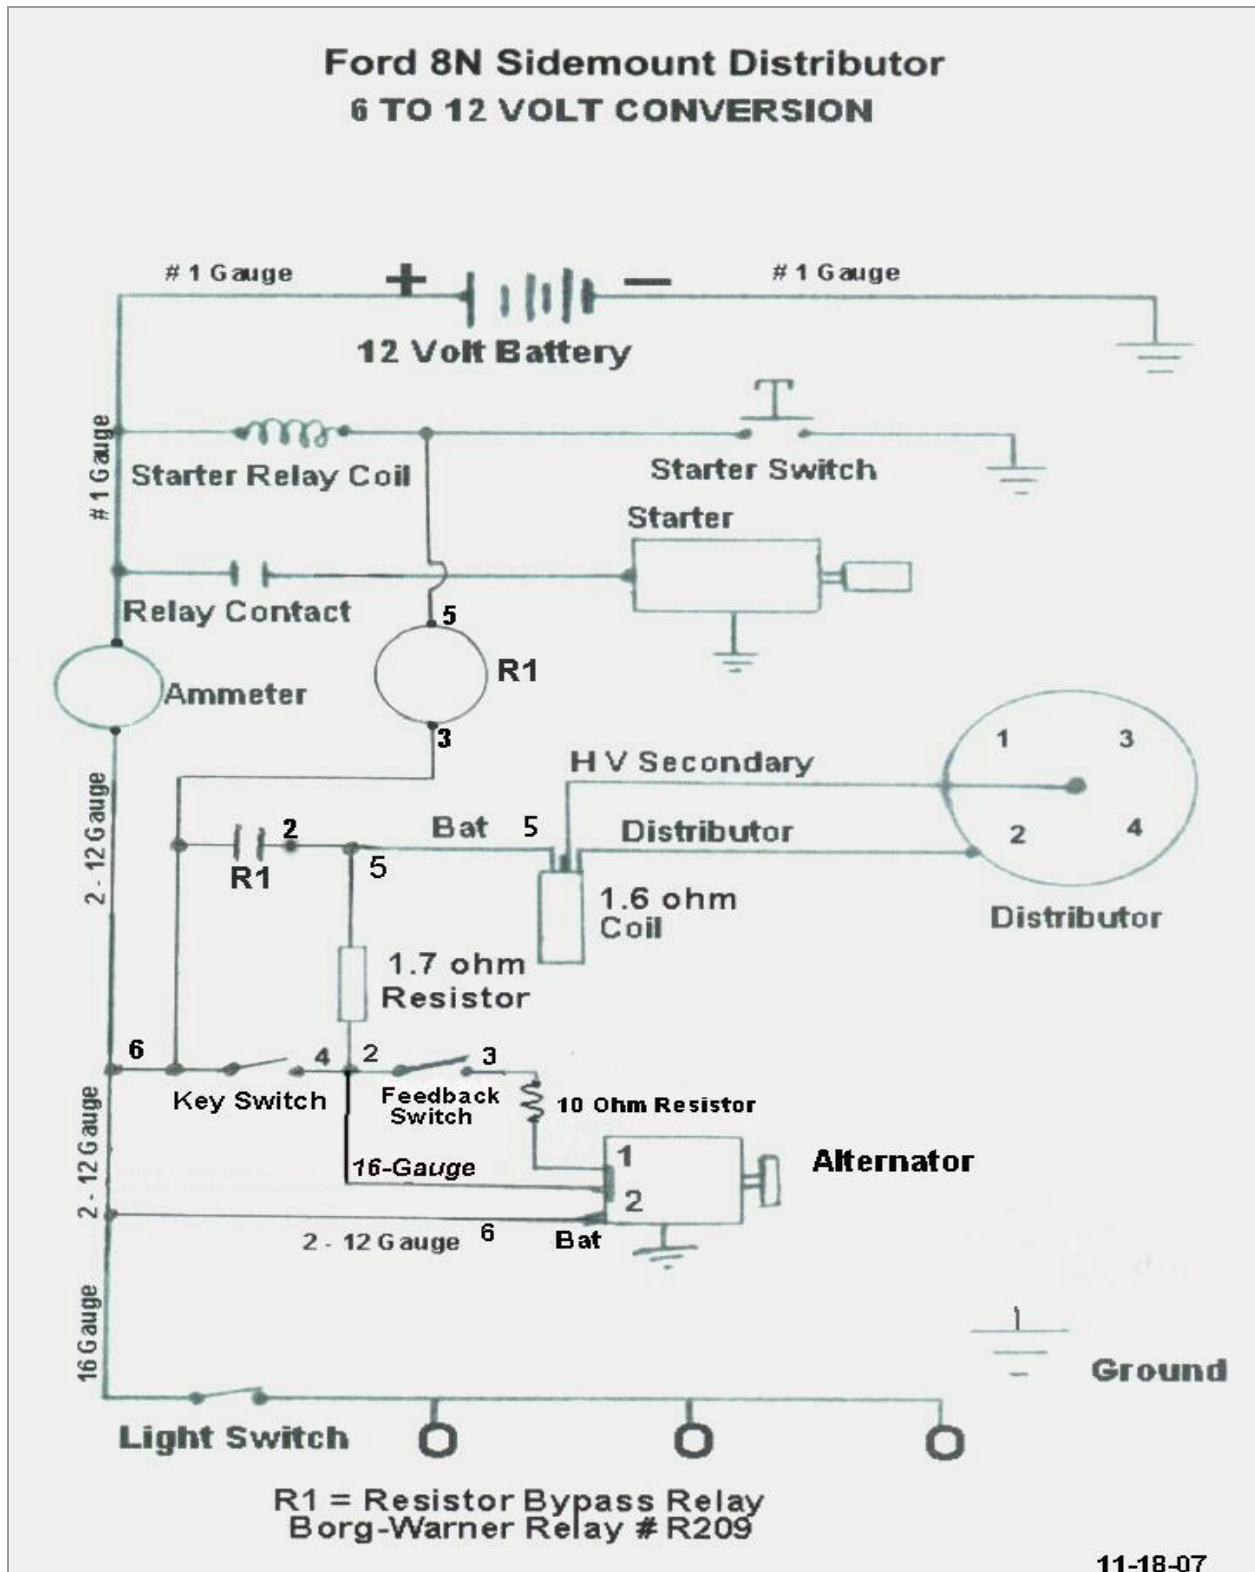 Ford 8N Sidemount Distributor
6 TO 12 VOLT CONVERSION
# 1 Gauge
+
−
# 1 Gauge
12 Volt Battery
# 1 Gauge
Starter Relay Coil
Starter Switch
Starter
Relay Contact
5
R1
Ammeter
3
H V Secondary
1
3
2 - 12 Gauge
2
Bat
5
Distributor
2
4
R1
5
1.6 ohm
Coil
Distributor
1.7 ohm
Resistor
6
4
2
3
Key Switch
Feedback
Switch
10 Ohm Resistor
2 - 12 Gauge
16-Gauge
1
2
Alternator
2 - 12 Gauge
6
Bat
16 Gauge
Ground
Light Switch
R1 = Resistor Bypass Relay
Borg-Warner Relay # R209
11-18-07